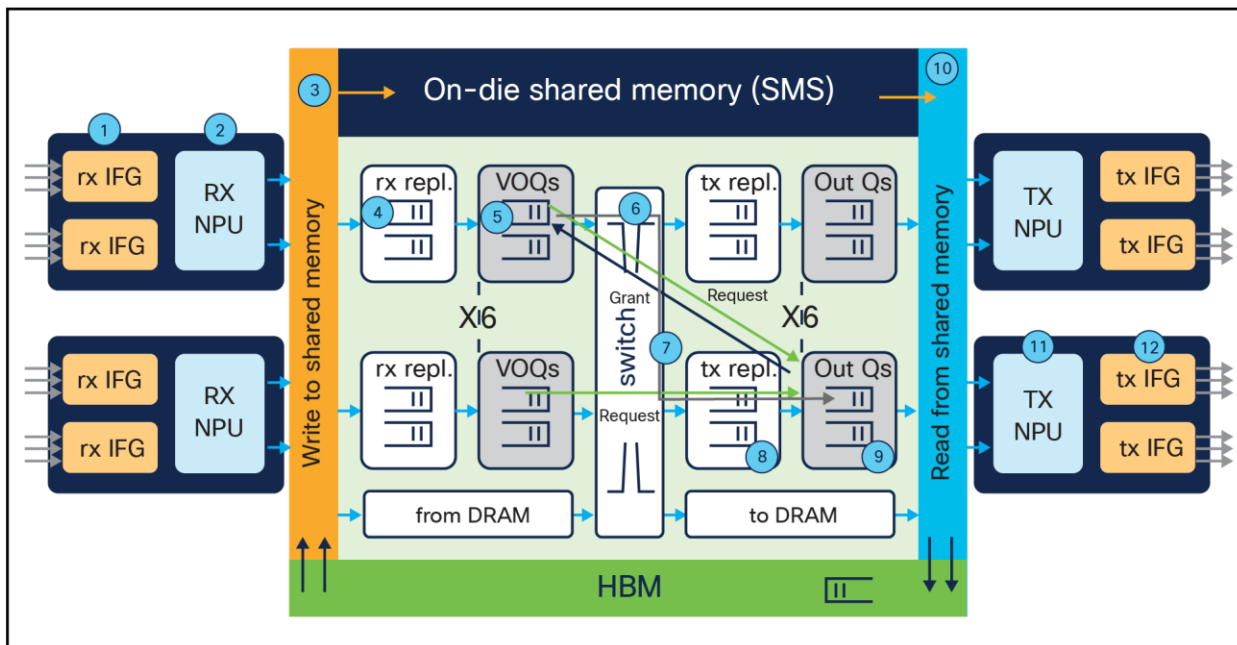 3
On-die shared memory (SMS)
10
1
2
rx IFG
rx IFG
RX
NPU
rx IFG
rx IFG
RX
NPU
Write to shared memory
rx repl.
4
VOQs
5
6
tx repl.
Out Qs
Grant
Request
X6
X6
switch
7
rx repl.
VOQs
Request
tx repl.
8
Out Qs
9
from DRAM
to DRAM
HBM
Read from shared memory
TX
NPU
tx IFG
tx IFG
11
12
TX
NPU
tx IFG
tx IFG